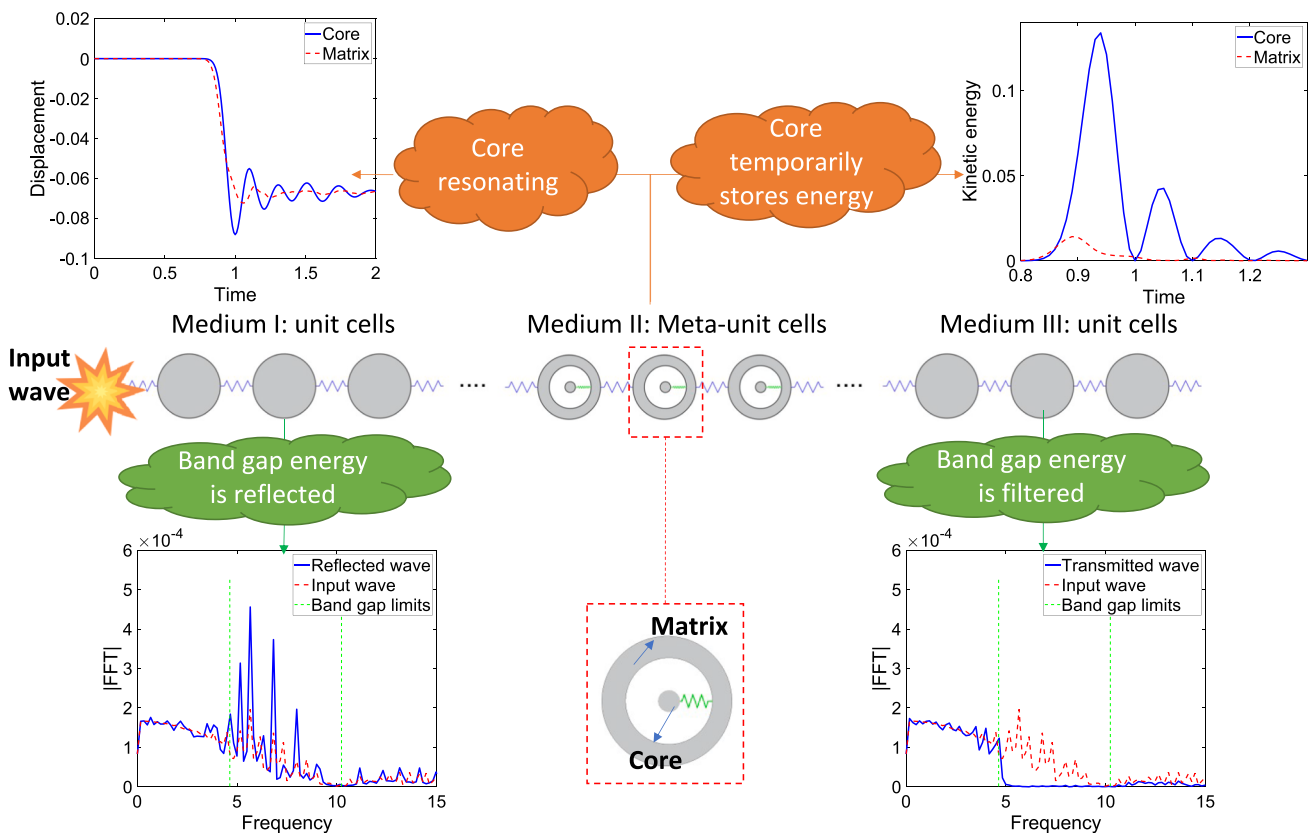 0.02
0
-0.02
-0.04
-0.06
-0.08
-0.1
Displacement
0
0.5
1
1.5
2
Time
Core
Matrix
Core
resonating
Core
temporarily
stores energy
0.1
0.05
0
Kinetic energy
0.8
0.9
1
1.1
1.2
Time
Core
Matrix
Medium I: unit cells
Medium II: Meta-unit cells
Medium III: unit cells
Input
wave
....
....
Band gap energy
is reflected
Band gap energy
is filtered
×10⁻⁴
6
5
4
3
2
1
0
|FFT|
0
5
10
15
Frequency
Reflected wave
Input wave
Band gap limits
Matrix
Core
×10⁻⁴
6
5
4
3
2
1
0
|FFT|
0
5
10
15
Frequency
Transmitted wave
Input wave
Band gap limits